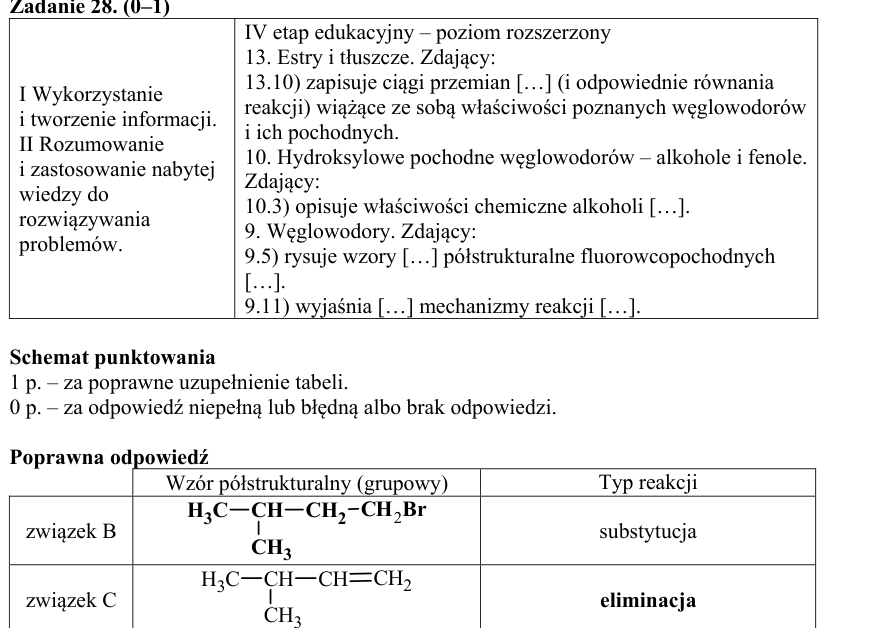 Zadanie 28. (0–1)
I Wykorzystanie
i tworzenie informacji.
II Rozumowanie
i zastosowanie nabytej
wiedzy do
rozwiązywania
problemów.
IV etap edukacyjny – poziom rozszerzony
13. Estry i tłuszcze. Zdający:
13.10) zapisuje ciągi przemian […] (i odpowiednie równania
reakcji) wiążące ze sobą właściwości poznanych węglowodorów
i ich pochodnych.
10. Hydroksylowe pochodne węglowodorów – alkohole i fenole.
Zdający:
10.3) opisuje właściwości chemiczne alkoholi […].
9. Węglowodory. Zdający:
9.5) rysuje wzory […] półstrukturalne fluorowcopochodnych
[…].
9.11) wyjaśnia […] mechanizmy reakcji […].
Schemat punktowania
1 p. – za poprawne uzupełnienie tabeli.
0 p. – za odpowiedź niepełną lub błędną albo brak odpowiedzi.
Poprawna odpowiedź
Wzór półstrukturalny (grupowy)
Typ reakcji
związek B
H₃C—CH—CH₂–CH₂Br
CH₃
substytucja
związek C
H₃C—CH—CH=CH₂
CH₃
eliminacja